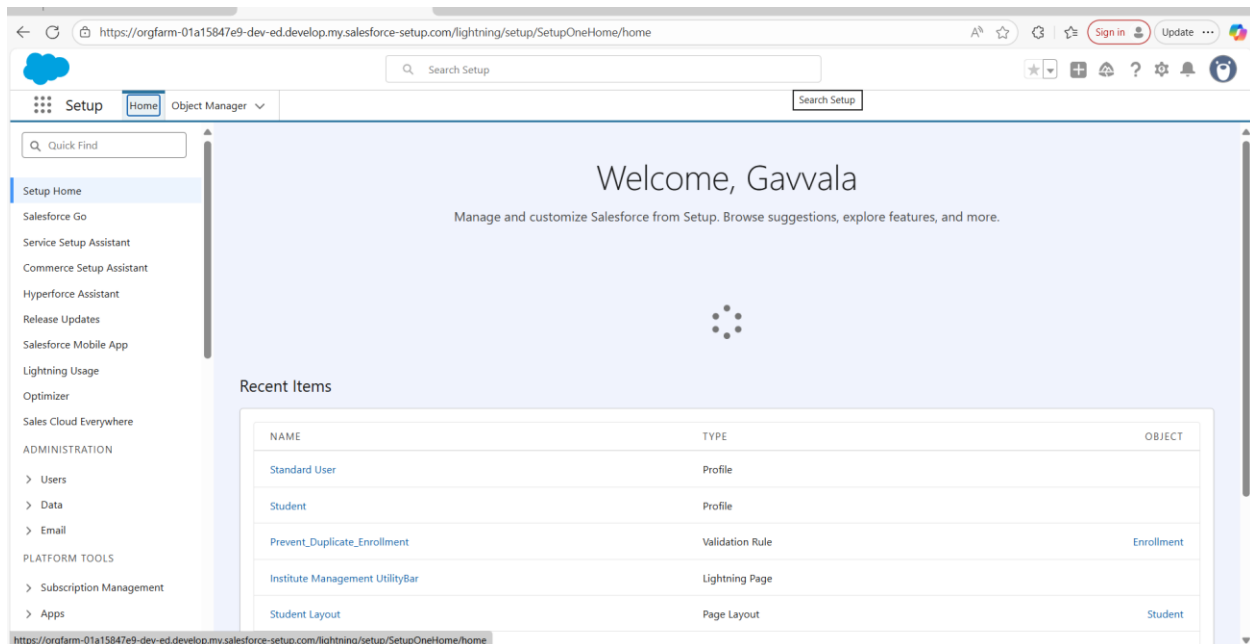 https://orgfarm-01a15847e9-dev-ed.develop.my.salesforce-setup.com/lightning/setup/SetupOneHome/home
Sign in
Update
Search Setup
Setup
Home
Object Manager
Search Setup
Quick Find
Setup Home
Salesforce Go
Service Setup Assistant
Commerce Setup Assistant
Hyperforce Assistant
Release Updates
Salesforce Mobile App
Lightning Usage
Optimizer
Sales Cloud Everywhere
ADMINISTRATION
Users
Data
Email
PLATFORM TOOLS
Subscription Management
Apps
Welcome, Gavvala
Manage and customize Salesforce from Setup. Browse suggestions, explore features, and more.
Recent Items
NAME TYPE OBJECT
Standard User Profile
Student Profile
Prevent_Duplicate_Enrollment Validation Rule Enrollment
Institute Management UtilityBar Lightning Page
Student Layout Page Layout Student
https://orgfarm-01a15847e9-dev-ed.develop.my.salesforce-setup.com/lightning/setup/SetupOneHome/home